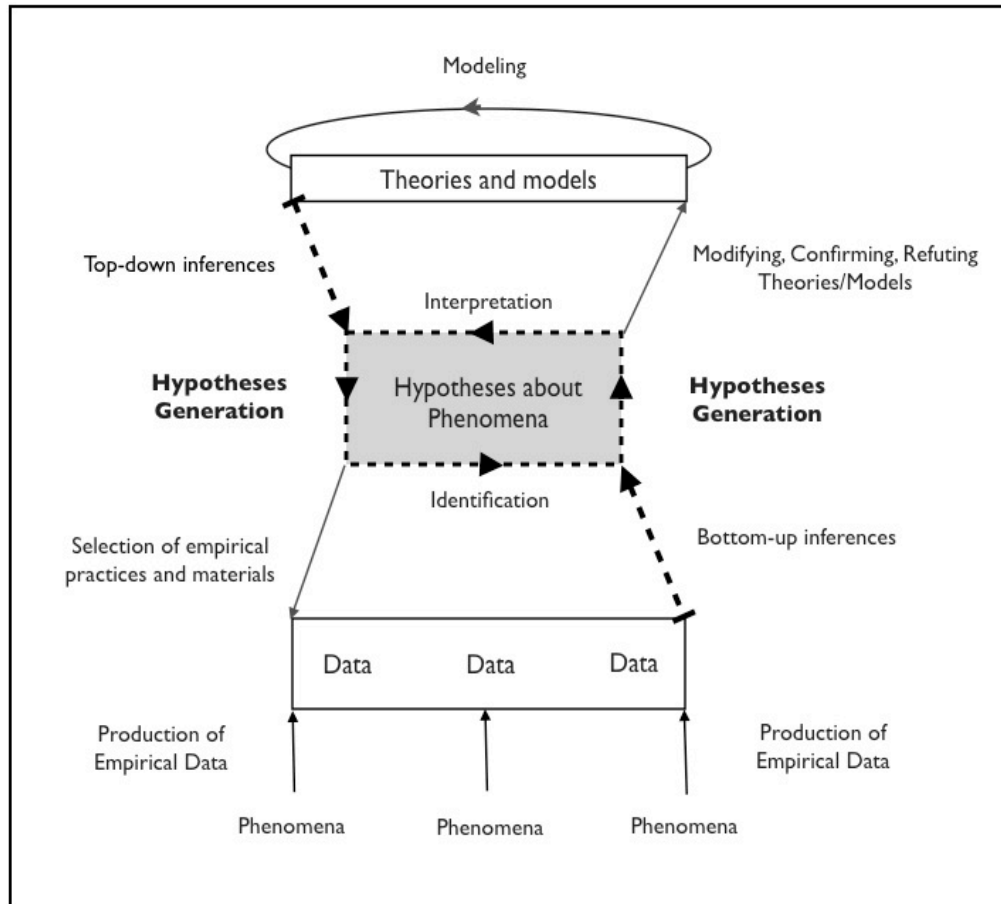 Modeling
Theories and models
Top-down inferences
Modifying, Confirming, Refuting
Theories/Models
Interpretation
Hypotheses
Generation
Hypotheses about
Phenomena
Hypotheses
Generation
Identification
Selection of empirical
practices and materials
Bottom-up inferences
Data Data Data
Production of
Empirical Data
Production of
Empirical Data
Phenomena Phenomena Phenomena